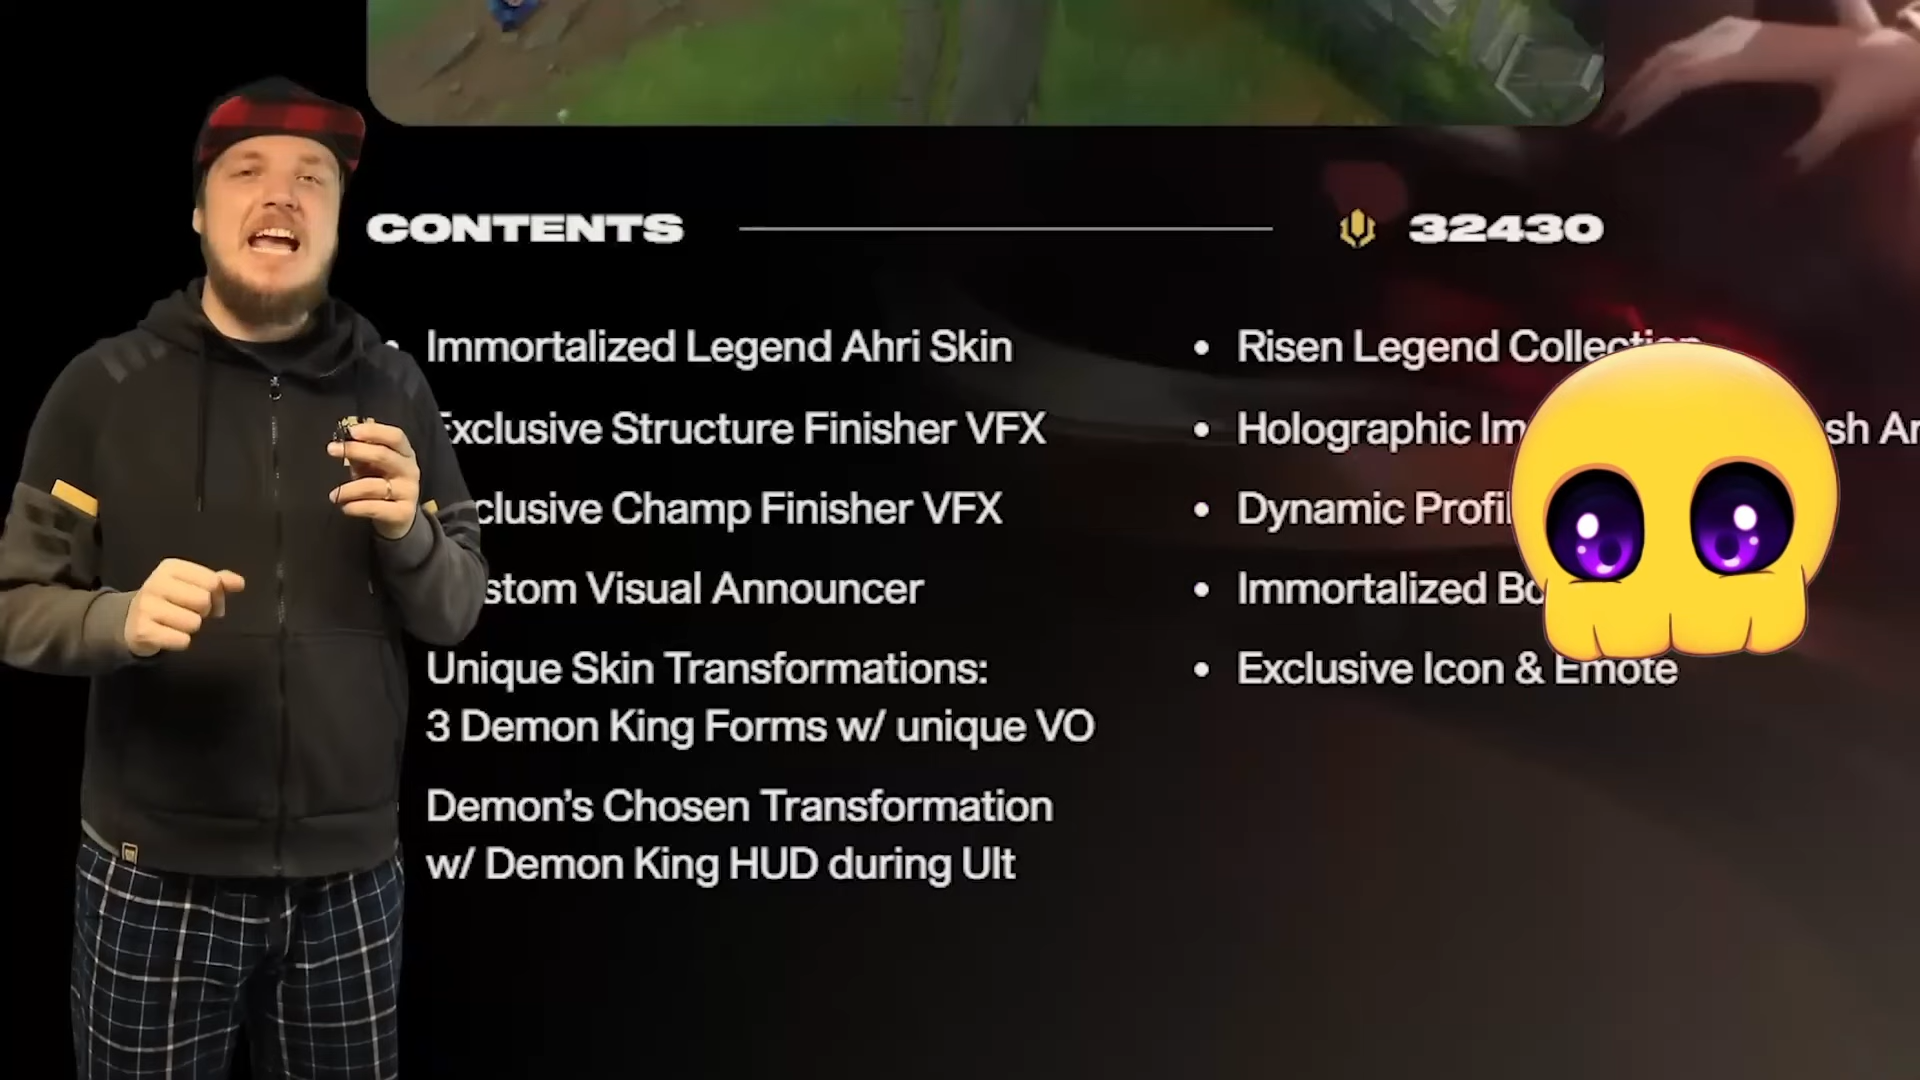 CONTENTS 32430
Immortalized Legend Ahri Skin
Exclusive Structure Finisher VFX
Champ Finisher VFX
Visual Announcer
Unique Skin Transformations:
3 Demon King Forms w/ unique VO
Demon's Chosen Transformation
w/ Demon King HUD during Ult
• Risen Legend Collection
• Holographic
• Dynamic
• Immortalized
• Exclusive Icon & Emote